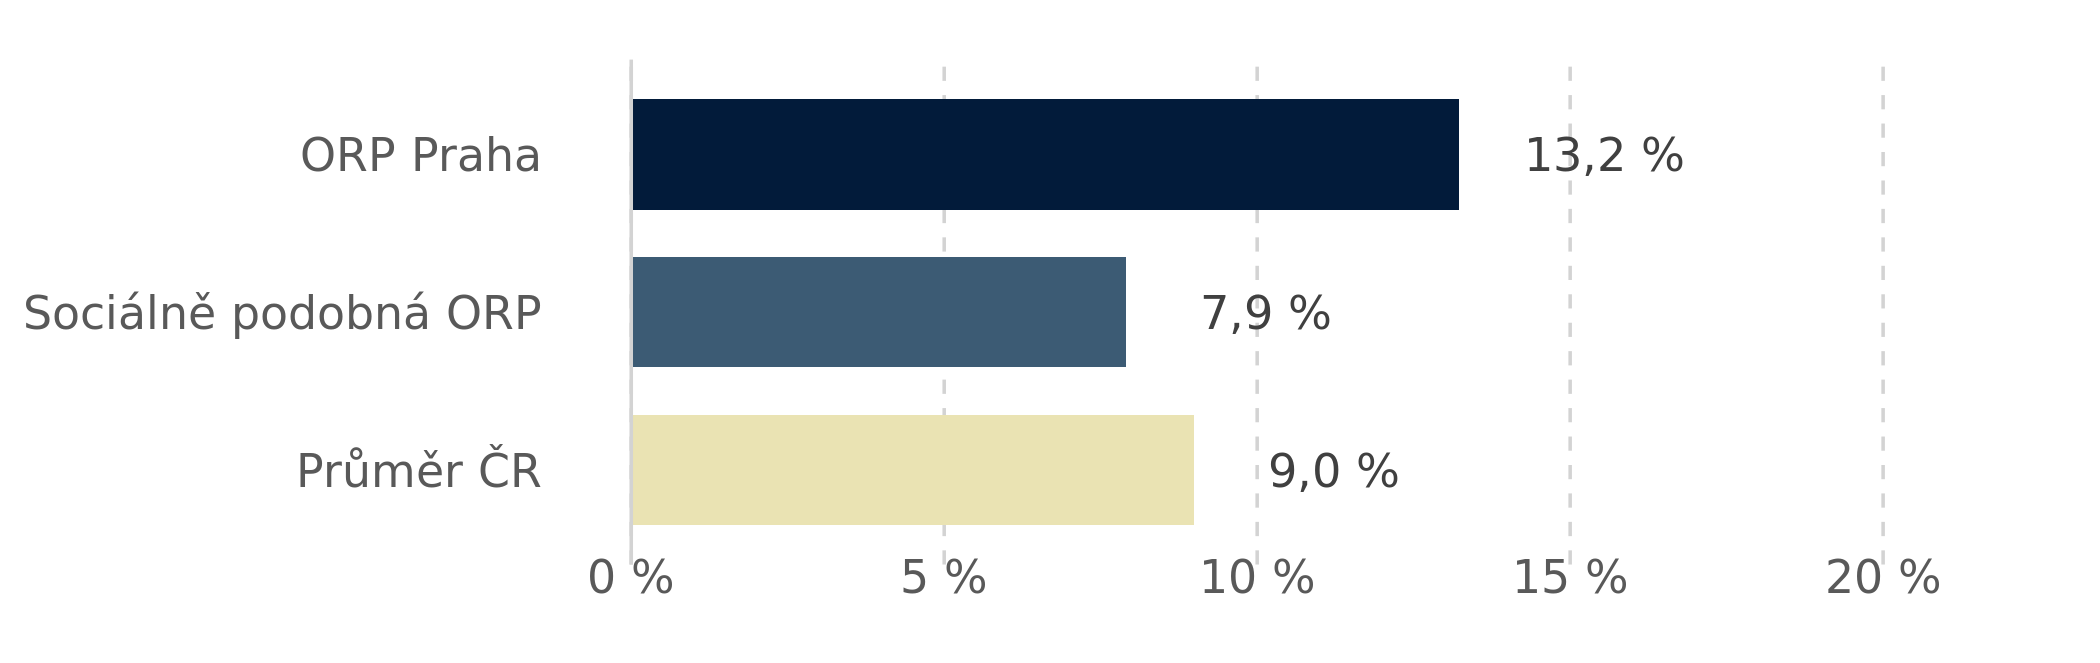 ORP Praha
13,2 %
Sociálně podobná ORP
7,9 %
Průměr ČR
9,0 %
0 %
5 %
10 %
15 %
20 %